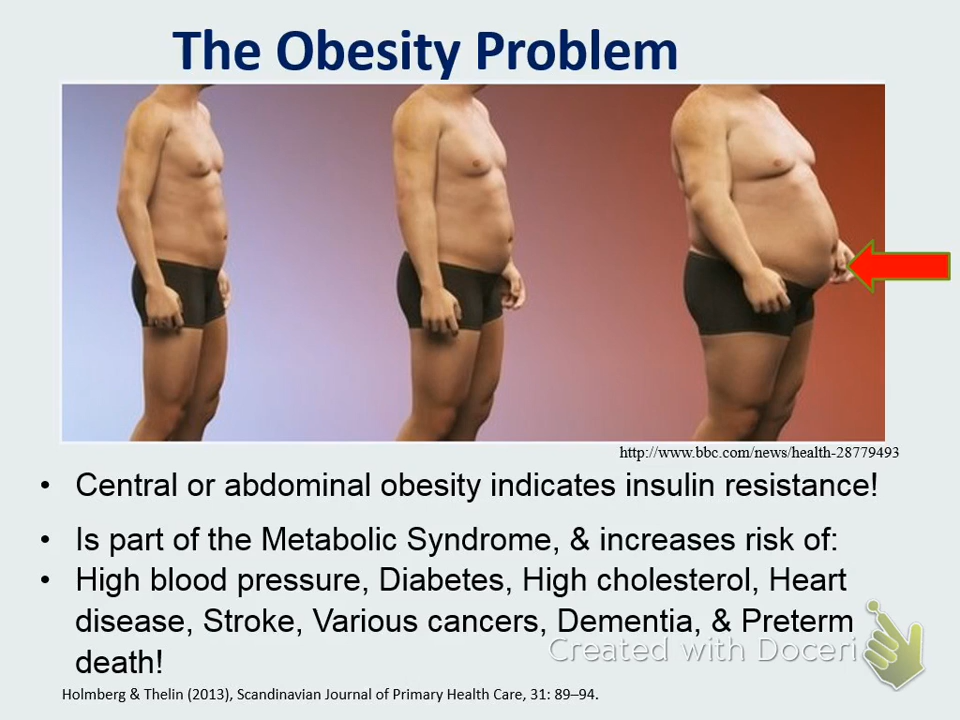 The Obesity Problem
http://www.bbc.com/news/health-28779493
• Central or abdominal obesity indicates insulin resistance!
• Is part of the Metabolic Syndrome, & increases risk of:
• High blood pressure, Diabetes, High cholesterol, Heart
disease, Stroke, Various cancers, Dementia, & Preterm
death!
Created with Doceri
Holmberg & Thelin (2013), Scandinavian Journal of Primary Health Care, 31: 89–94.